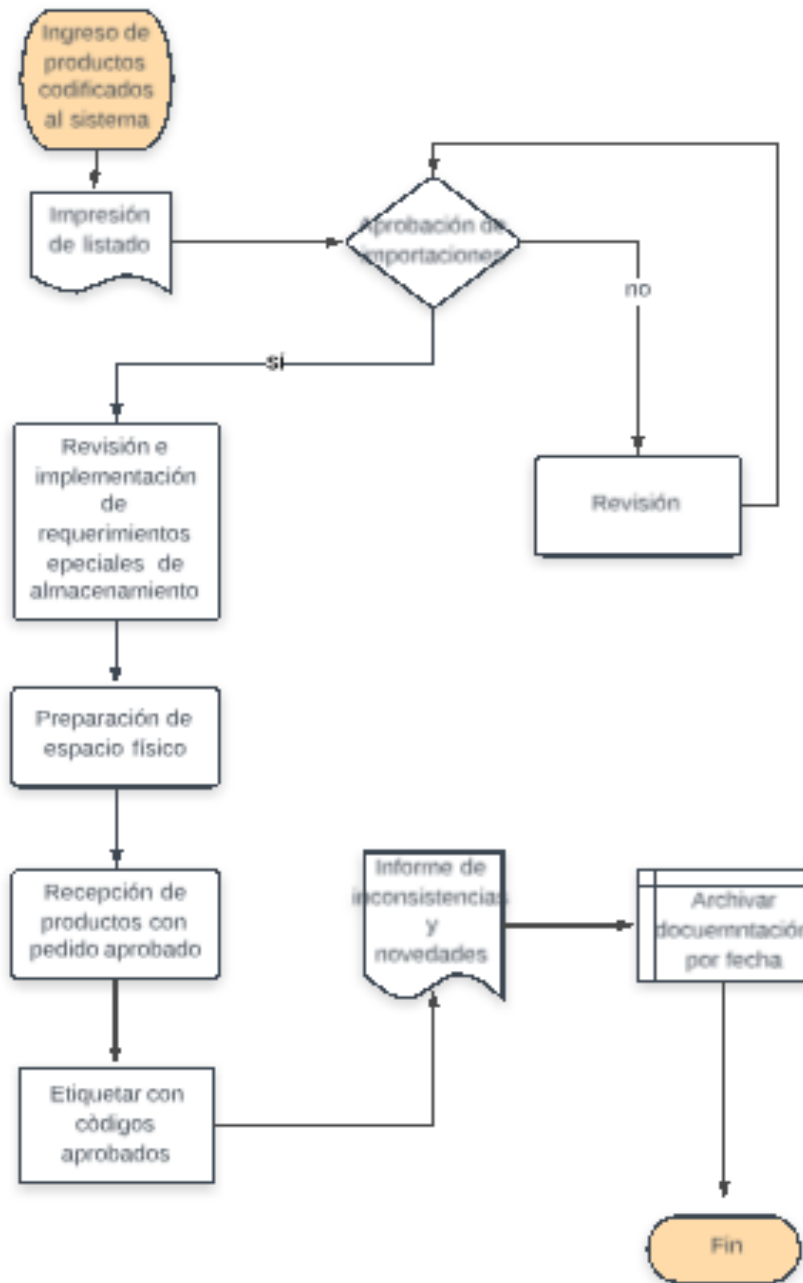 Ingreso de
productos
codificados
al sistema
Impresión
de listado
Aprobación de
importaciones
no
sí
Revisión e
implementación
de
requerimientos
epeciales de
almacenamiento
Revisión
Preparación de
espacio físico
Recepción de
productos con
pedido aprobado
Informe de
inconsistencias
y
novedades
Archivar
docuemntación
por fecha
Etiquetar con
còdigos
aprobados
Fin